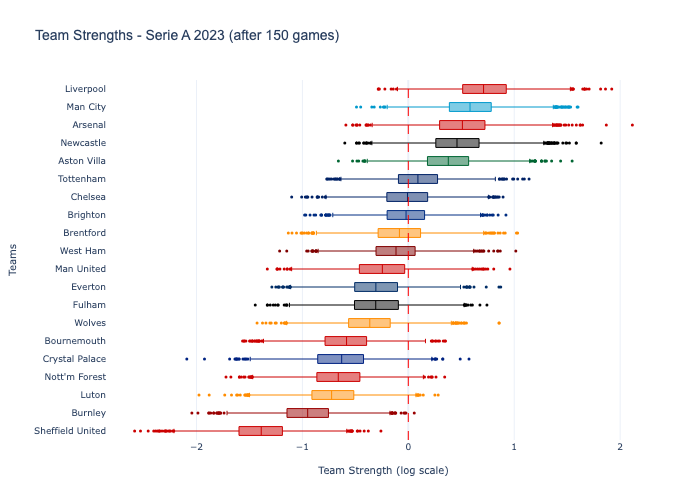 Team Strengths - Serie A 2023 (after 150 games)
Liverpool
Man City
Arsenal
Newcastle
Aston Villa
Tottenham
Chelsea
Brighton
Brentford
West Ham
Man United
Everton
Fulham
Wolves
Bournemouth
Crystal Palace
Nott'm Forest
Luton
Burnley
Sheffield United
Teams
−2 −1 0 1 2
Team Strength (log scale)